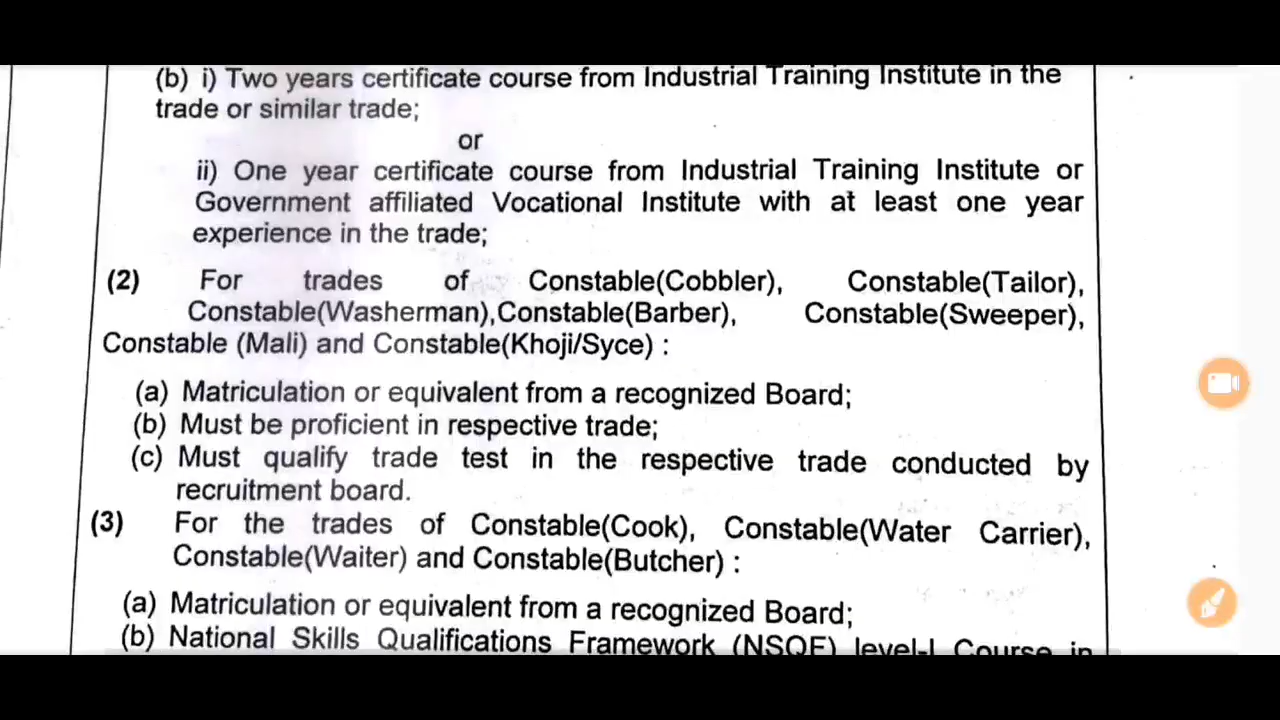 (b) i) Two years certificate course from Industrial Training Institute in the
trade or similar trade;
or
ii) One year certificate course from Industrial Training Institute or
Government affiliated Vocational Institute with at least one year
experience in the trade;
(2) For trades of Constable(Cobbler), Constable(Tailor),
Constable(Washerman),Constable(Barber), Constable(Sweeper),
Constable (Mali) and Constable(Khoji/Syce) :
(a) Matriculation or equivalent from a recognized Board;
(b) Must be proficient in respective trade;
(c) Must qualify trade test in the respective trade conducted by
recruitment board.
(3) For the trades of Constable(Cook), Constable(Water Carrier),
Constable(Waiter) and Constable(Butcher) :
(a) Matriculation or equivalent from a recognized Board;
(b) National Skills Qualifications Framework (NSQF) level-I Course in